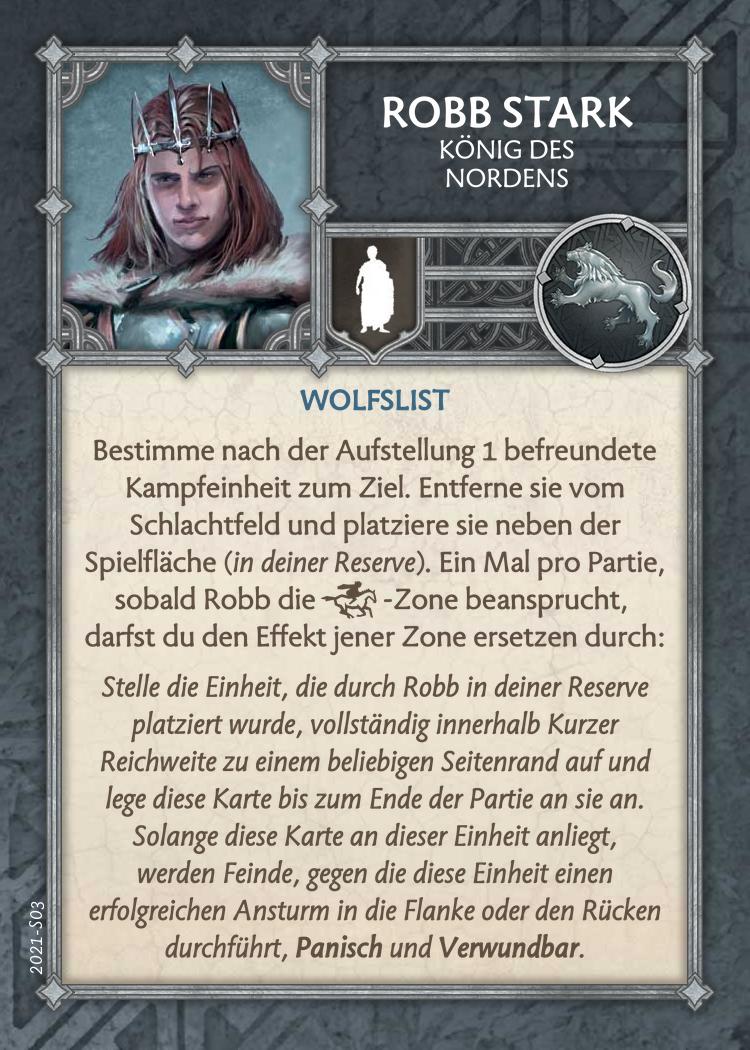 ROBB STARK
KÖNIG DES
NORDENS
WOLFSLIST
Bestimme nach der Aufstellung 1 befreundete
Kampfeinheit zum Ziel. Entferne sie vom
Schlachtfeld und platziere sie neben der
Spielfläche (in deiner Reserve). Ein Mal pro Partie,
sobald Robb die -Zone beansprucht,
darfst du den Effekt jener Zone ersetzen durch:
Stelle die Einheit, die durch Robb in deiner Reserve
platziert wurde, vollständig innerhalb Kurzer
Reichweite zu einem beliebigen Seitenrand auf und
lege diese Karte bis zum Ende der Partie an sie an.
Solange diese Karte an dieser Einheit anliegt,
werden Feinde, gegen die diese Einheit einen
erfolgreichen Ansturm in die Flanke oder den Rücken
durchführt, Panisch und Verwundbar.
2021-S03